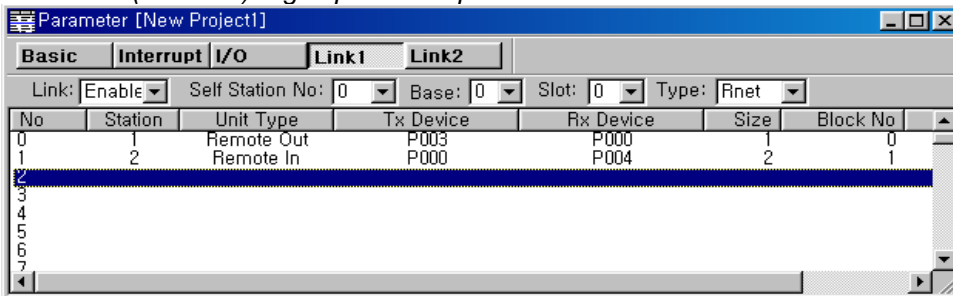 Parameter [New Project1]
Basic Interrupt I/O Link1 Link2
Link: Enable Self Station No: 0 Base: 0 Slot: 0 Type: Rnet
No Station Unit Type Tx Device Rx Device Size Block No
0 1 Remote Out P003 P000 1 0
1 2 Remote In P000 P004 2 1
2
3
4
5
6
7